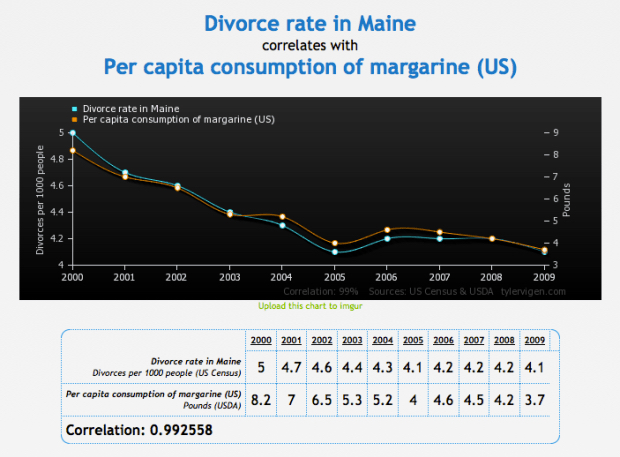 Divorce rate in Maine
correlates with
Per capita consumption of margarine (US)
Divorce rate in Maine
Per capita consumption of margarine (US)
Divorces per 1000 people
5
4.8
4.6
4.4
4.2
4
9
8
7
6
5
4
3
Pounds
2000 2001 2002 2003 2004 2005 2006 2007 2008 2009
Correlation: 99% Sources: US Census & USDA tylervigen.com
Upload this chart to imgur
2000 2001 2002 2003 2004 2005 2006 2007 2008 2009
Divorce rate in Maine
Divorces per 1000 people (US Census)
5 4.7 4.6 4.4 4.3 4.1 4.2 4.2 4.2 4.1
Per capita consumption of margarine (US)
Pounds (USDA)
8.2 7 6.5 5.3 5.2 4 4.6 4.5 4.2 3.7
Correlation: 0.992558